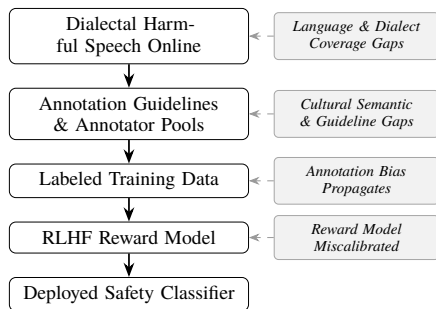 Dialectal Harm-
ful Speech Online
Language & Dialect
Coverage Gaps
Annotation Guidelines
& Annotator Pools
Cultural Semantic
& Guideline Gaps
Labeled Training Data
Annotation Bias
Propagates
RLHF Reward Model
Reward Model
Miscalibrated
Deployed Safety Classifier